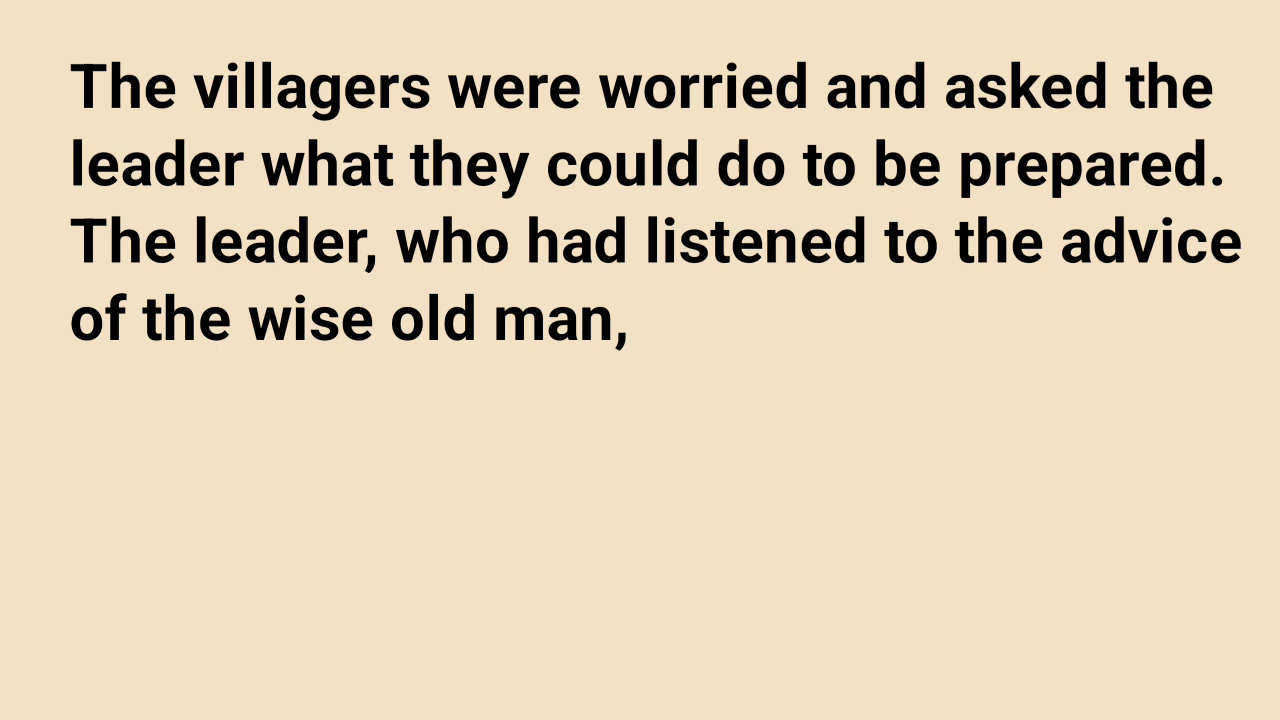 The villagers were worried and asked the
leader what they could do to be prepared.
The leader, who had listened to the advice
of the wise old man,